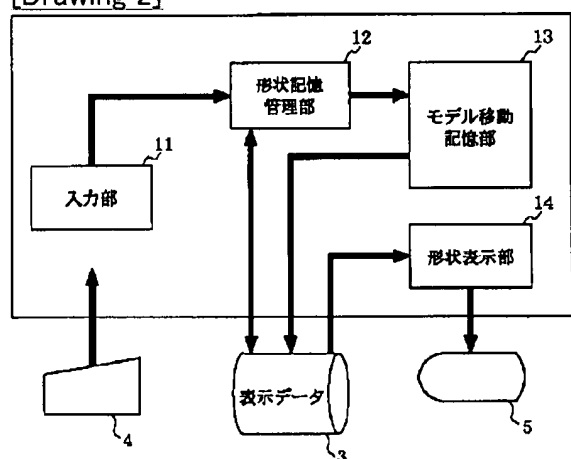 [Drawing 2]
12
13
形状記憶
管理部
モデル移動
記憶部
11
入力部
14
形状表示部
表示データ
4
3
5